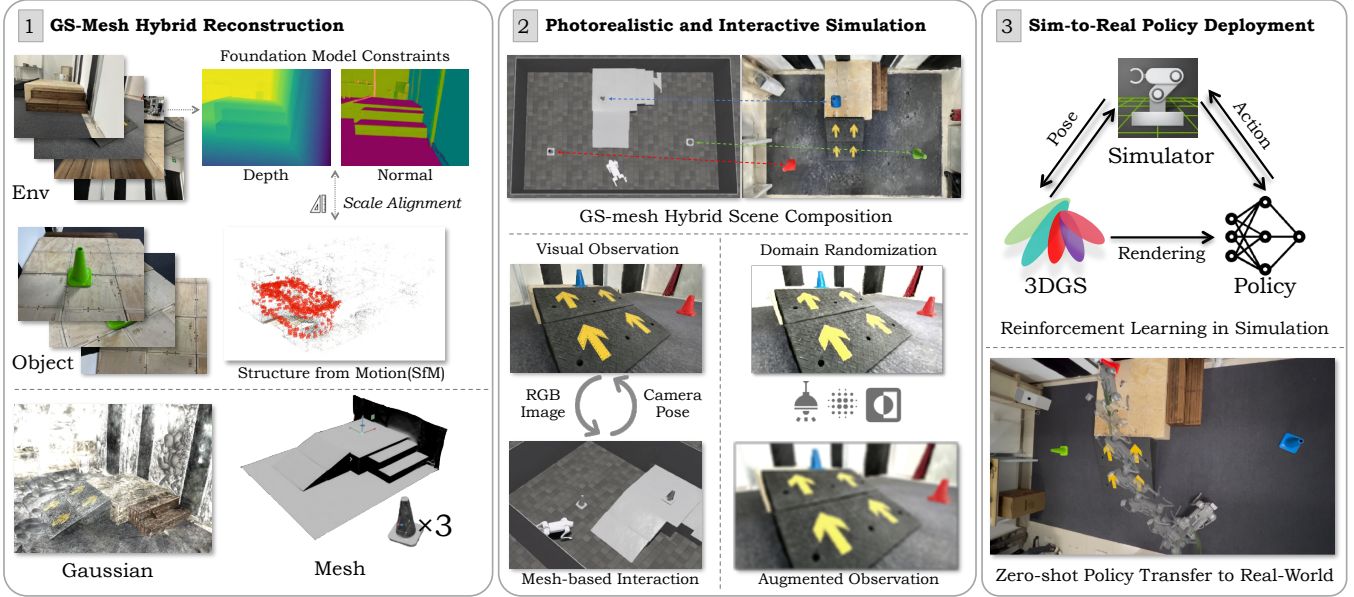 1 GS-Mesh Hybrid Reconstruction
Foundation Model Constraints
Env
Depth
Normal
Scale Alignment
Object
Structure from Motion(SfM)
Gaussian
Mesh
×3
2 Photorealistic and Interactive Simulation
GS-mesh Hybrid Scene Composition
Visual Observation
Domain Randomization
RGB
Image
Camera
Pose
Mesh-based Interaction
Augmented Observation
3 Sim-to-Real Policy Deployment
Pose
Action
Simulator
Rendering
3DGS
Policy
Reinforcement Learning in Simulation
Zero-shot Policy Transfer to Real-World